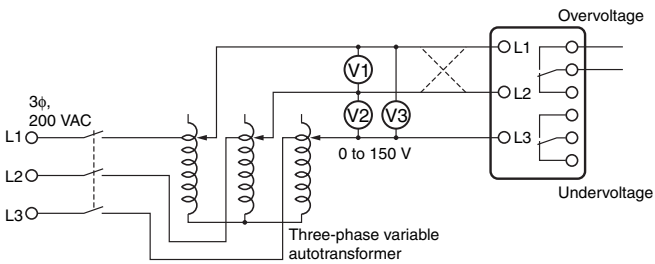 Overvoltage
L1
V1
3ϕ,
200 VAC
L2
V2
V3
L1
L3
0 to 150 V
L2
Undervoltage
L3
Three-phase variable
autotransformer